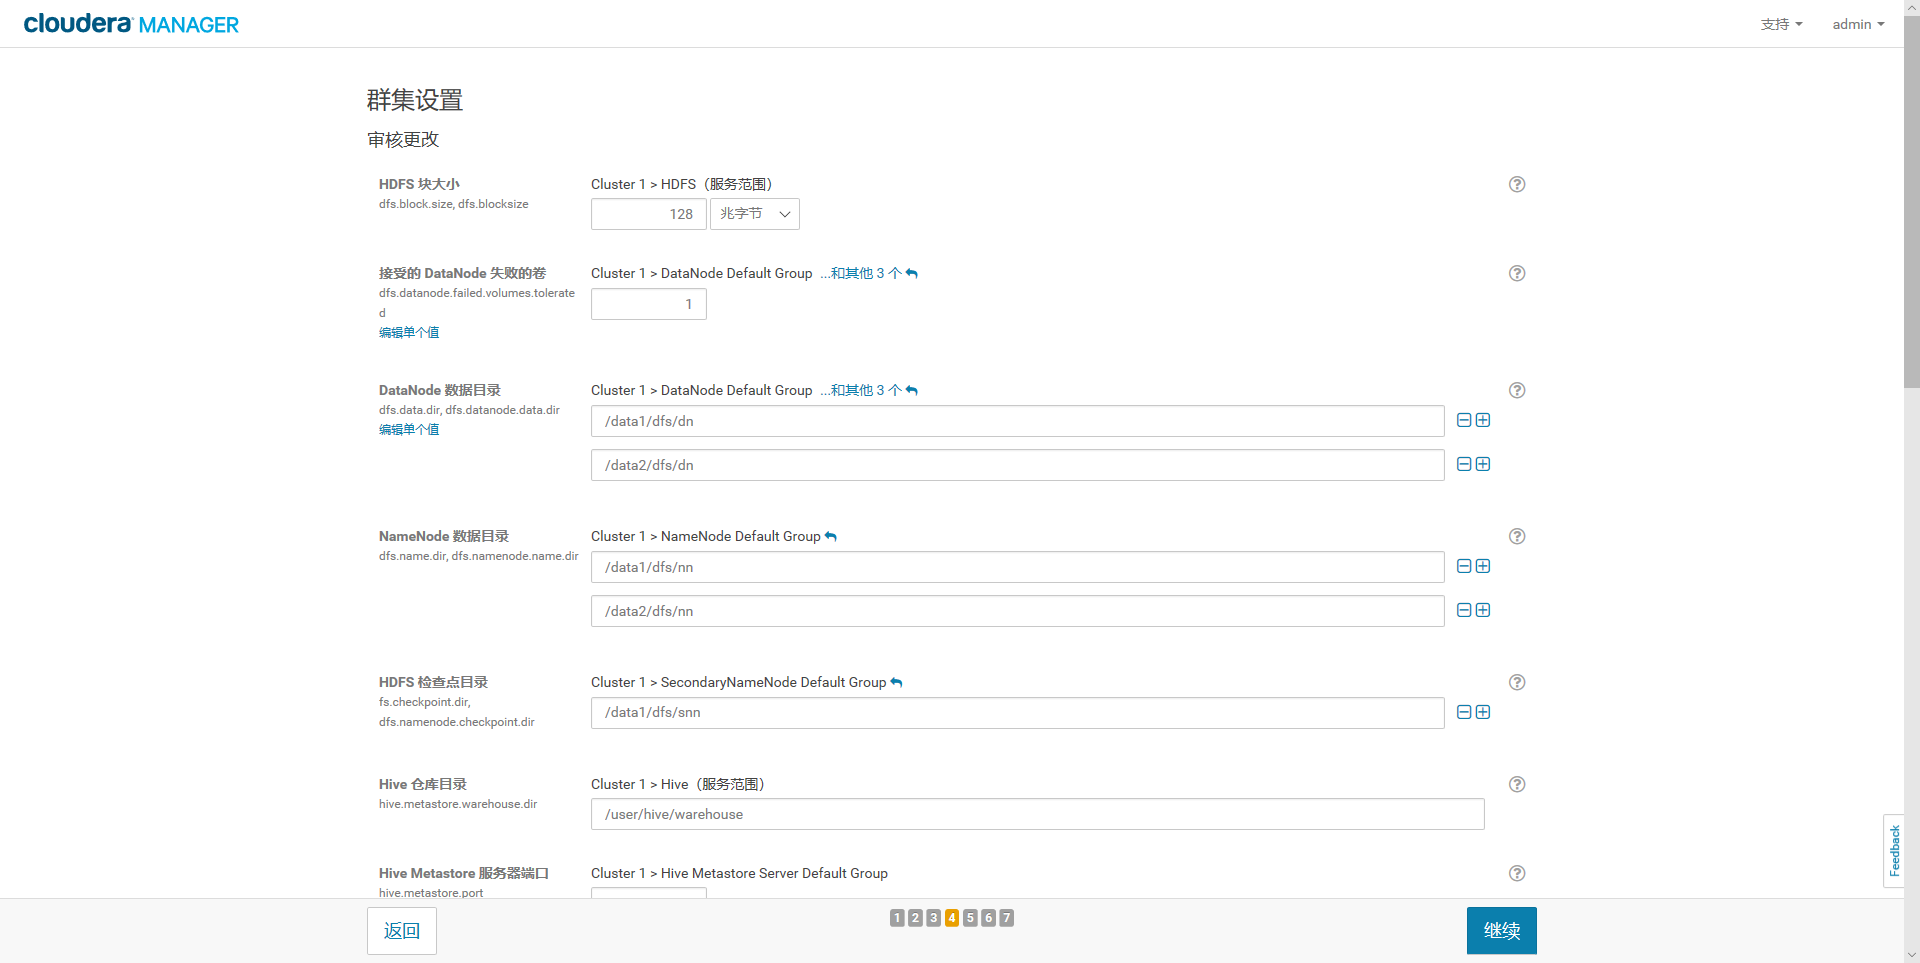 cloudera MANAGER
支持 admin
群集设置
审核更改
HDFS 块大小
dfs.block.size, dfs.blocksize
Cluster 1 > HDFS（服务范围）
128 兆字节
接受的 DataNode 失败的卷
dfs.datanode.failed.volumes.tolerate
d
编辑单个值
Cluster 1 > DataNode Default Group ...和其他 3 个
1
DataNode 数据目录
dfs.data.dir, dfs.datanode.data.dir
编辑单个值
Cluster 1 > DataNode Default Group ...和其他 3 个
/data1/dfs/dn
/data2/dfs/dn
NameNode 数据目录
dfs.name.dir, dfs.namenode.name.dir
Cluster 1 > NameNode Default Group
/data1/dfs/nn
/data2/dfs/nn
HDFS 检查点目录
fs.checkpoint.dir,
dfs.namenode.checkpoint.dir
Cluster 1 > SecondaryNameNode Default Group
/data1/dfs/snn
Hive 仓库目录
hive.metastore.warehouse.dir
Cluster 1 > Hive（服务范围）
/user/hive/warehouse
Hive Metastore 服务器端口
hive.metastore.port
Cluster 1 > Hive Metastore Server Default Group
Feedback
返回
1 2 3 4 5 6 7
继续